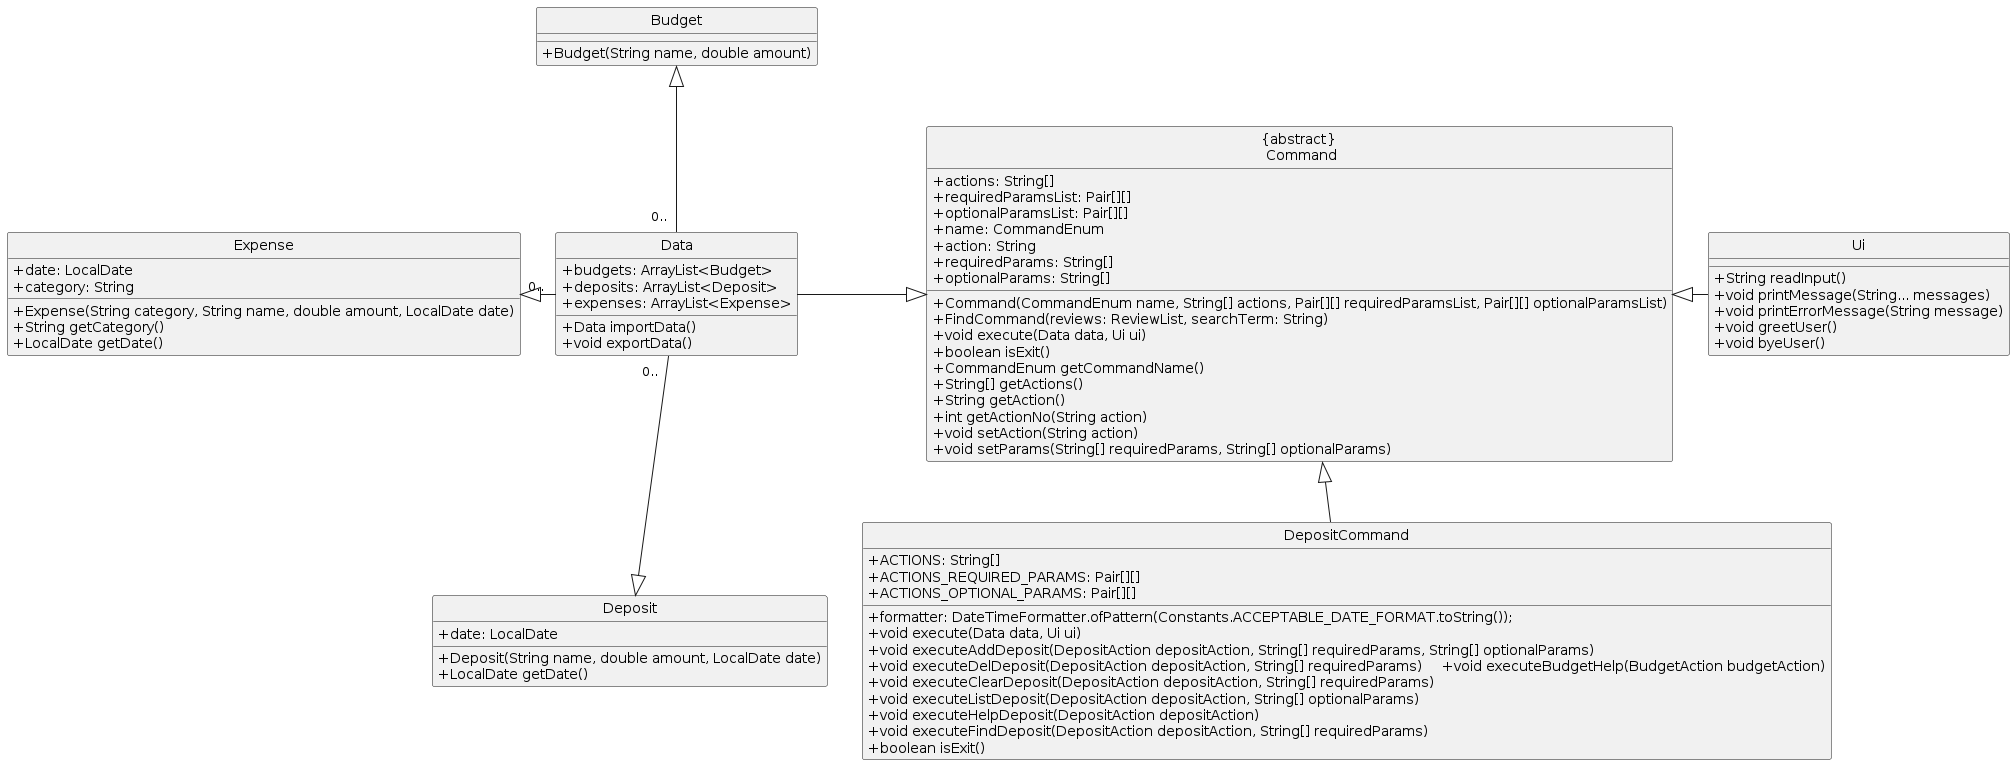 Budget
+Budget(String name, double amount)
0..
{abstract}
Command
+actions: String[]
+requiredParamsList: Pair[][]
+optionalParamsList: Pair[][]
+name: CommandEnum
+action: String
+requiredParams: String[]
+optionalParams: String[]
+Command(CommandEnum name, String[] actions, Pair[][] requiredParamsList, Pair[][] optionalParamsList)
+FindCommand(reviews: ReviewList, searchTerm: String)
+void execute(Data data, Ui ui)
+boolean isExit()
+CommandEnum getCommandName()
+String[] getActions()
+String getAction()
+int getActionNo(String action)
+void setAction(String action)
+void setParams(String[] requiredParams, String[] optionalParams)
Expense
+date: LocalDate
+category: String
+Expense(String category, String name, double amount, LocalDate date)
+String getCategory()
+LocalDate getDate()
0..
Data
+budgets: ArrayList<Budget>
+deposits: ArrayList<Deposit>
+expenses: ArrayList<Expense>
+Data importData()
+void exportData()
0..
Ui
+String readInput()
+void printMessage(String... messages)
+void printErrorMessage(String message)
+void greetUser()
+void byeUser()
Deposit
+date: LocalDate
+Deposit(String name, double amount, LocalDate date)
+LocalDate getDate()
DepositCommand
+ACTIONS: String[]
+ACTIONS_REQUIRED_PARAMS: Pair[][]
+ACTIONS_OPTIONAL_PARAMS: Pair[][]
+formatter: DateTimeFormatter.ofPattern(Constants.ACCEPTABLE_DATE_FORMAT.toString());
+void execute(Data data, Ui ui)
+void executeAddDeposit(DepositAction depositAction, String[] requiredParams, String[] optionalParams)
+void executeDelDeposit(DepositAction depositAction, String[] requiredParams) +void executeBudgetHelp(BudgetAction budgetAction)
+void executeClearDeposit(DepositAction depositAction, String[] requiredParams)
+void executeListDeposit(DepositAction depositAction, String[] optionalParams)
+void executeHelpDeposit(DepositAction depositAction)
+void executeFindDeposit(DepositAction depositAction, String[] requiredParams)
+boolean isExit()